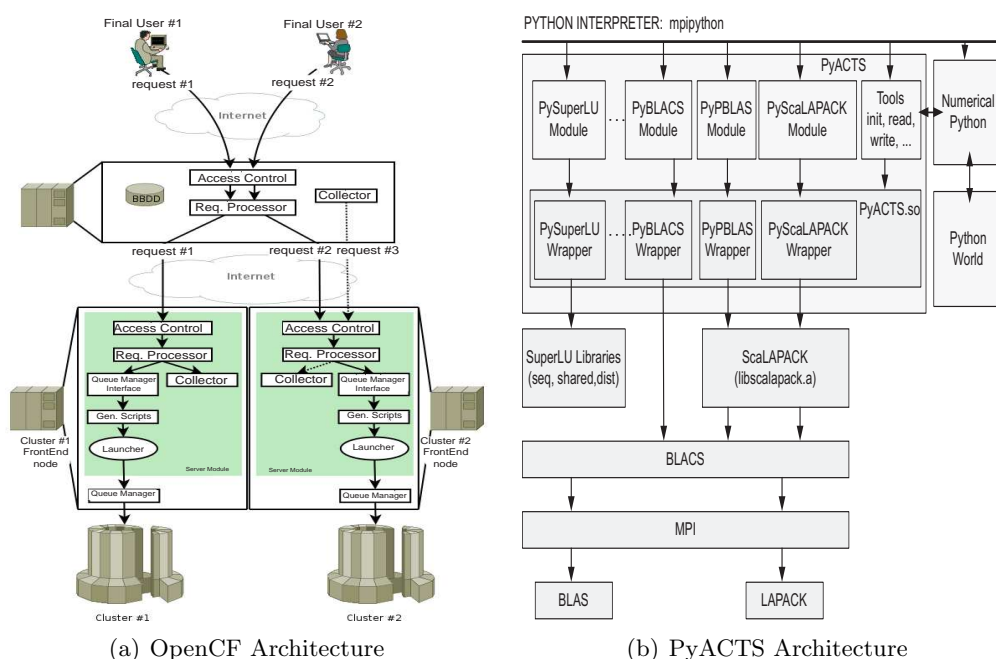 Final User #1
Final User #2
request #1
request #2
Internet
Access Control
BBDD
Req. Processor
Collector
request #1
request #2
request #3
Internet
Access Control
Req. Processor
Queue Manager
Interface
Collector
Gen. Scripts
Launcher
Server Module
Queue Manager
Cluster #1
FrontEnd
node
Cluster #1
Access Control
Req. Processor
Collector
Queue Manager
Interface
Gen. Scripts
Launcher
Server Module
Queue Manager
Cluster #2
FrontEnd
node
Cluster #2
(a) OpenCF Architecture
PYTHON INTERPRETER: mpipython
PyACTS
PySuperLU
Module
...
PyBLACS
Module
PyPBLAS
Module
PyScaLAPACK
Module
Tools
init, read,
write, ...
Numerical
Python
PyACTS.so
PySuperLU
Wrapper
....
PyBLACS
Wrapper
PyPBLAS
Wrapper
PyScaLAPACK
Wrapper
Python
World
SuperLU Libraries
(seq, shared,dist)
ScaLAPACK
(libscalapack.a)
BLACS
MPI
BLAS
LAPACK
(b) PyACTS Architecture